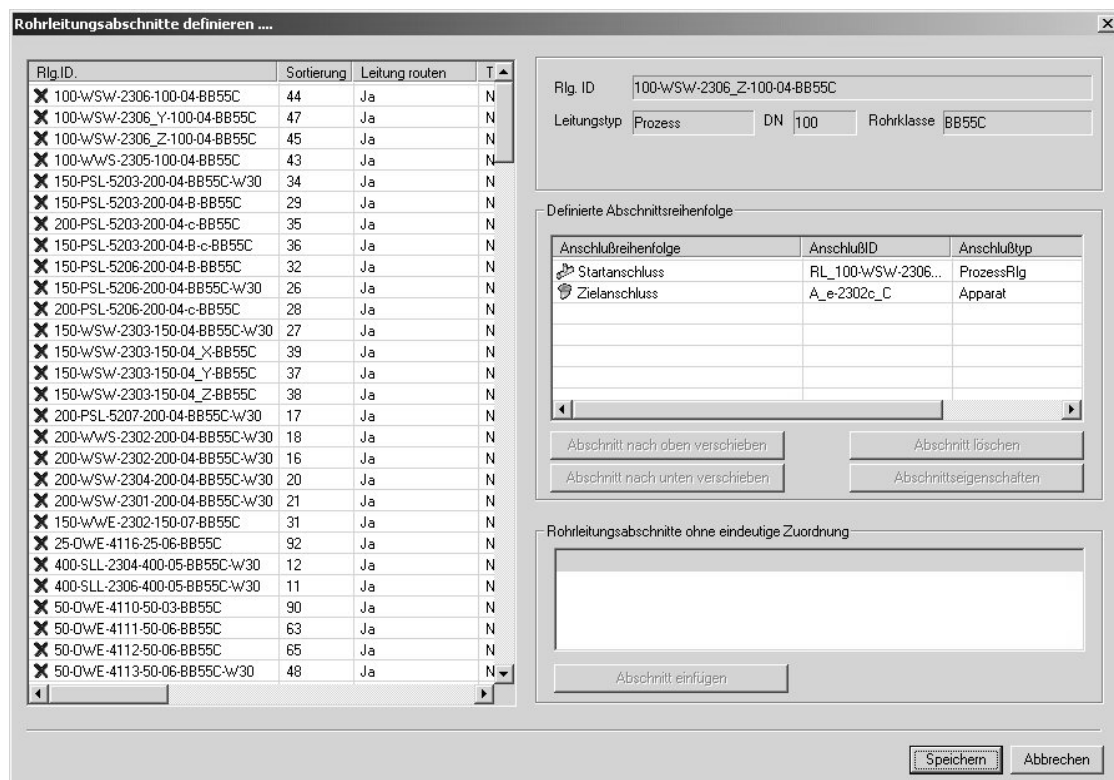 Rohrleitungsabschnitte definieren ....
Rlg.ID. Sortierung Leitung routen T
100-WSW-2306-100-04-BB55C 44 Ja N
100-WSW-2306_Y-100-04-BB55C 47 Ja N
100-WSW-2306_Z-100-04-BB55C 45 Ja N
100-WWS-2305-100-04-BB55C 43 Ja N
150-PSL-5203-200-04-BB55C-W30 34 Ja N
150-PSL-5203-200-04-B-BB55C 29 Ja N
200-PSL-5203-200-04-c-BB55C 35 Ja N
150-PSL-5203-200-04-B-c-BB55C 36 Ja N
150-PSL-5206-200-04-B-BB55C 32 Ja N
150-PSL-5206-200-04-BB55C-W30 26 Ja N
200-PSL-5206-200-04-c-BB55C 28 Ja N
150-WSW-2303-150-04-BB55C-W30 27 Ja N
150-WSW-2303-150-04_X-BB55C 39 Ja N
150-WSW-2303-150-04_Y-BB55C 37 Ja N
150-WSW-2303-150-04_Z-BB55C 38 Ja N
200-PSL-5207-200-04-BB55C-W30 17 Ja N
200-WWS-2302-200-04-BB55C-W30 18 Ja N
200-WSW-2302-200-04-BB55C-W30 16 Ja N
200-WSW-2304-200-04-BB55C-W30 20 Ja N
200-WSW-2301-200-04-BB55C-W30 21 Ja N
150-WWE-2302-150-07-BB55C 31 Ja N
25-OWE-4116-25-06-BB55C 92 Ja N
400-SLL-2304-400-05-BB55C-W30 12 Ja N
400-SLL-2306-400-05-BB55C-W30 11 Ja N
50-OWE-4110-50-03-BB55C 90 Ja N
50-OWE-4111-50-06-BB55C 63 Ja N
50-OWE-4112-50-06-BB55C 65 Ja N
50-OWE-4113-50-06-BB55C-W30 48 Ja N
Rlg. ID 100-WSW-2306_Z-100-04-BB55C
Leitungstyp Prozess DN 100 Rohrklasse BB55C
Definierte Abschnittsreihenfolge
Anschlußreihenfolge AnschlußID Anschlußtyp
Startanschluss RL_100-WSW-2306... ProzessRlg
Zielanschluss A_e-2302c_C Apparat
Abschnitt nach oben verschieben Abschnitt löschen
Abschnitt nach unten verschieben Abschnittseigenschaften
Rohrleitungsabschnitte ohne eindeutige Zuordnung
Abschnitt einfügen
Speichern Abbrechen